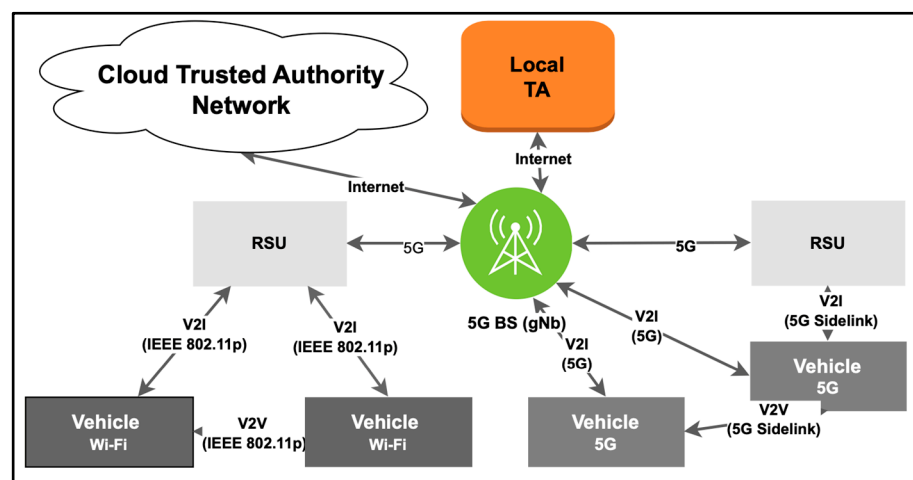 Cloud Trusted Authority
Network
Local
TA
Internet
Internet
RSU
5G
5G
RSU
5G BS (gNb)
V2I
(IEEE 802.11p)
V2I
(IEEE 802.11p)
V2I
(5G)
V2I
(5G)
V2I
(5G Sidelink)
Vehicle
Wi-Fi
V2V
(IEEE 802.11p)
Vehicle
Wi-Fi
Vehicle
5G
V2V
(5G Sidelink)
Vehicle
5G